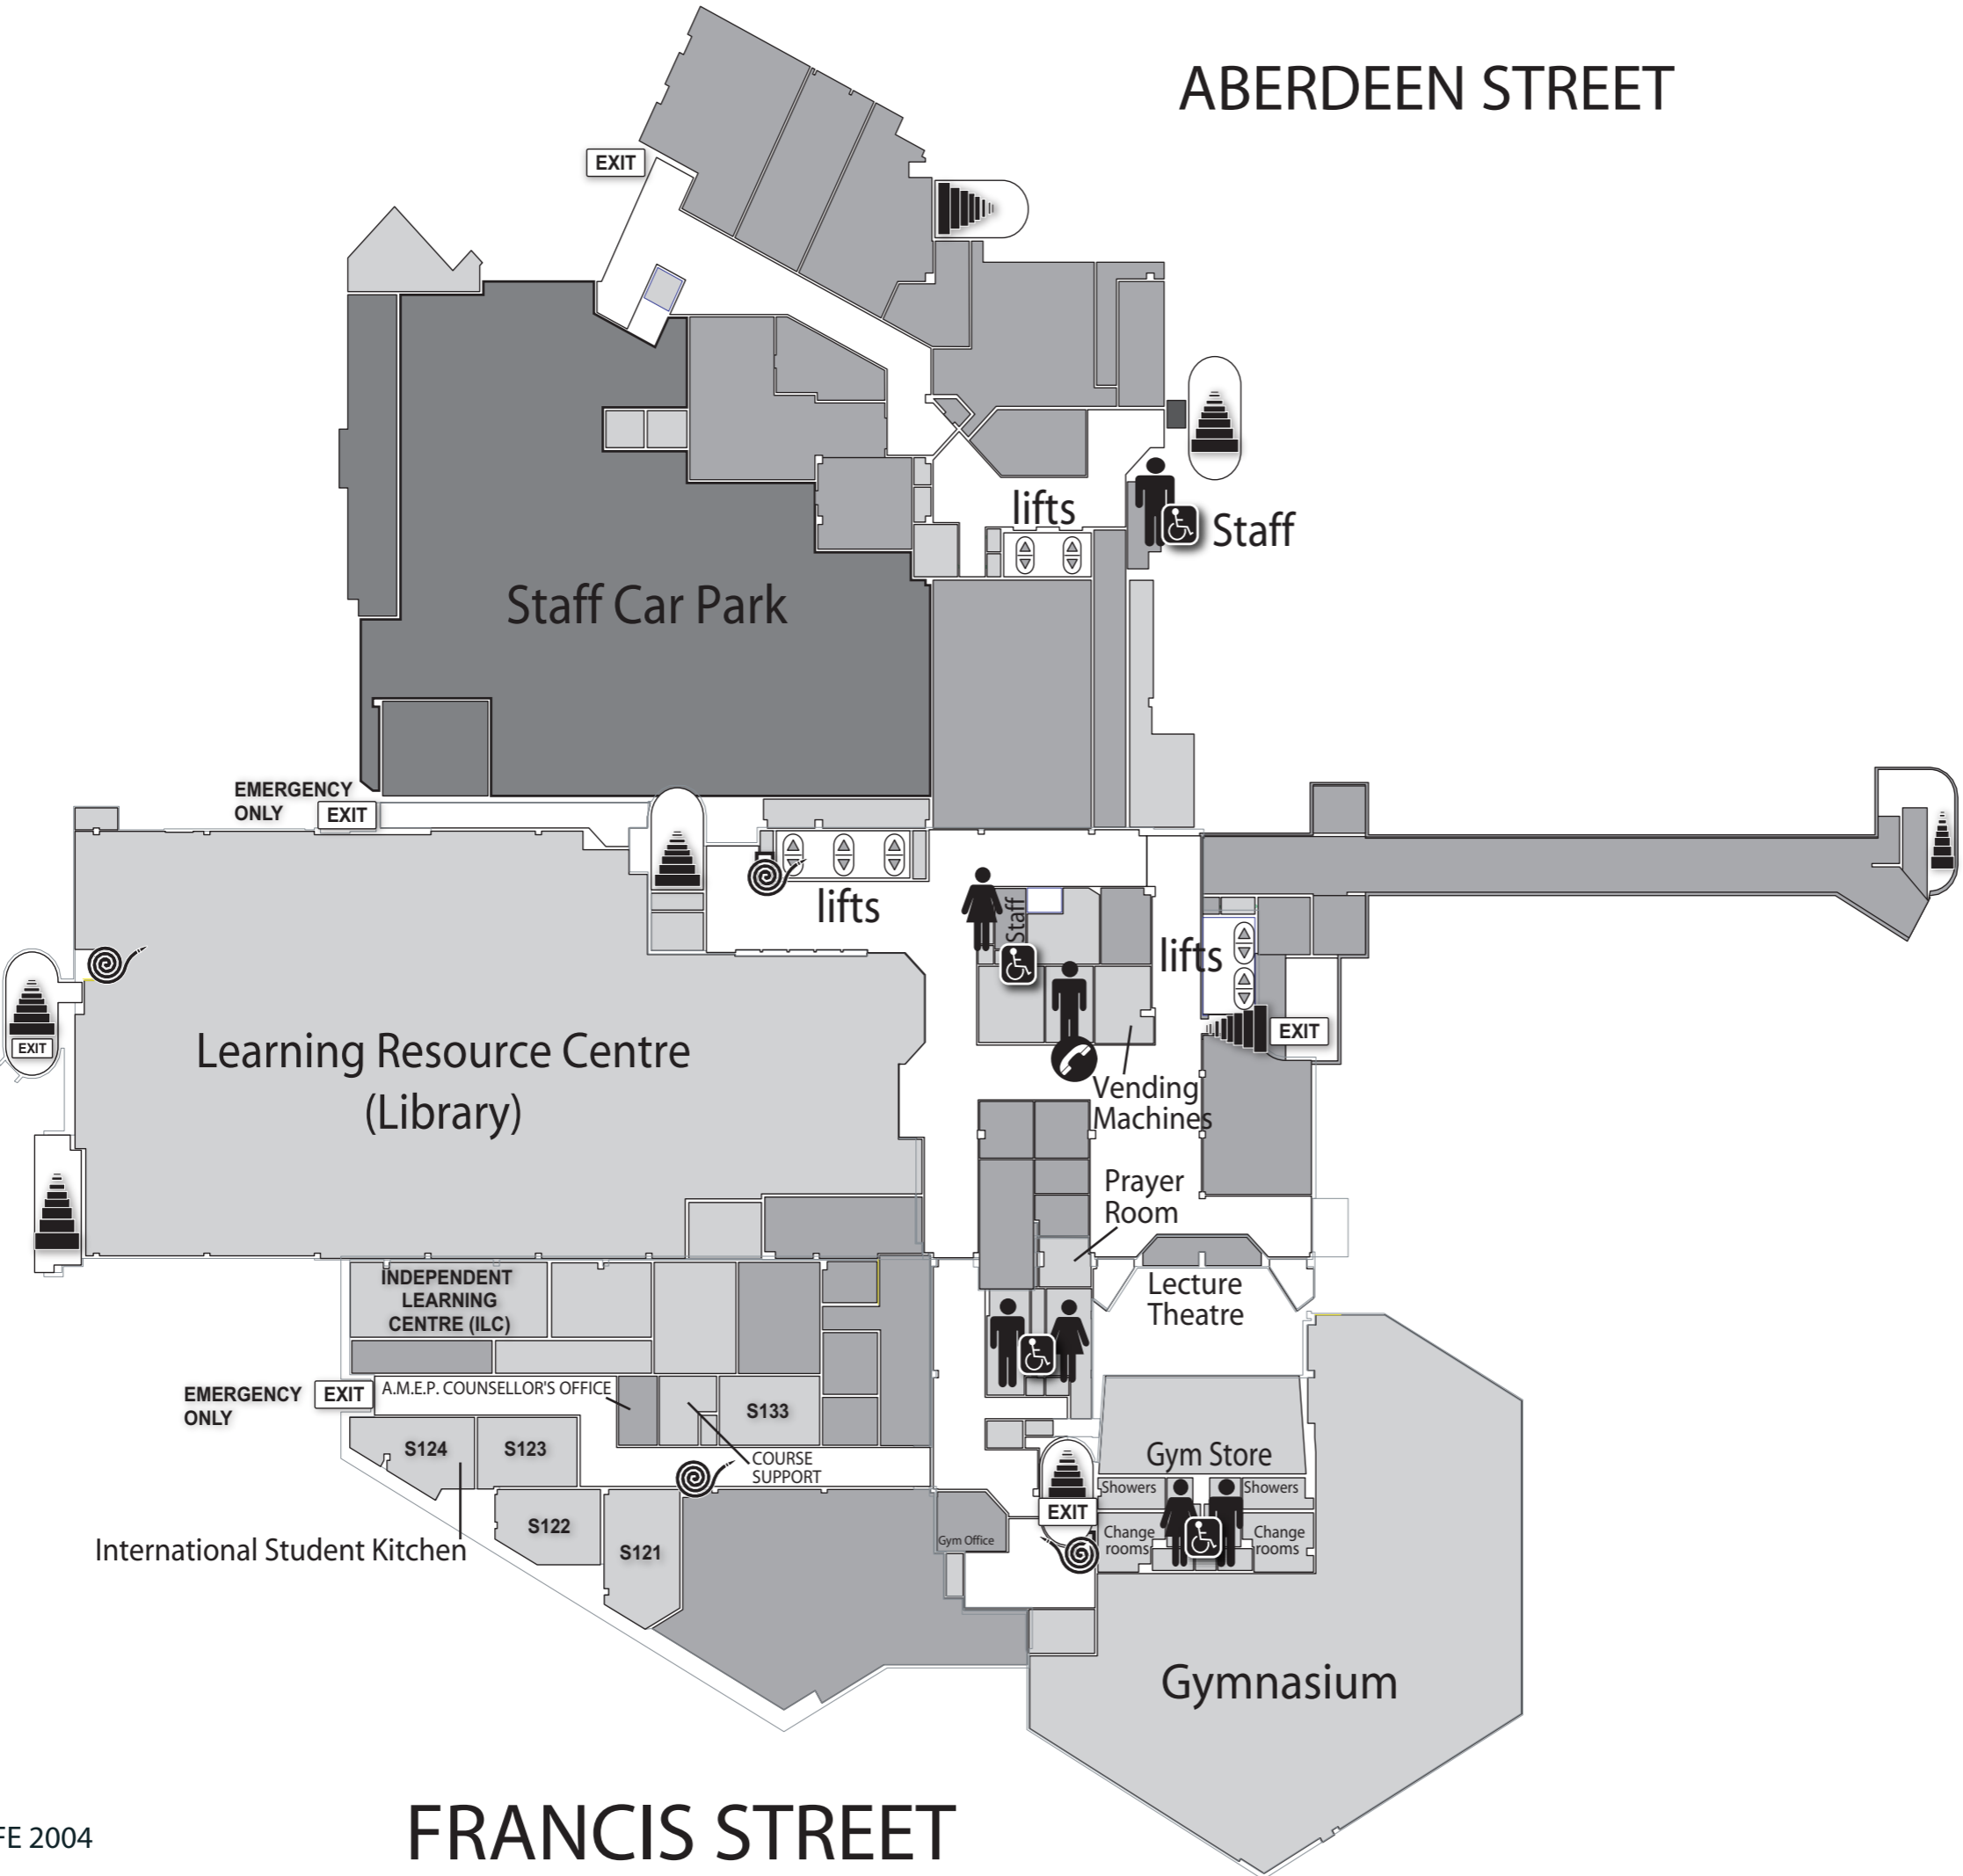 ABERDEEN STREET
EXIT
lifts
Staff
Staff Car Park
EMERGENCY
ONLY
EXIT
lifts
Staff
lifts
EXIT
EXIT
Learning Resource Centre
(Library)
Vending
Machines
Prayer
Room
INDEPENDENT
LEARNING
CENTRE (ILC)
Lecture
Theatre
EMERGENCY
ONLY
EXIT
A.M.E.P. COUNSELLOR'S OFFICE
S133
S124
S123
COURSE
SUPPORT
Gym Store
Showers
Showers
EXIT
S122
S121
International Student Kitchen
Gym Office
Change
rooms
Change
rooms
Gymnasium
FRANCIS STREET
FE 2004